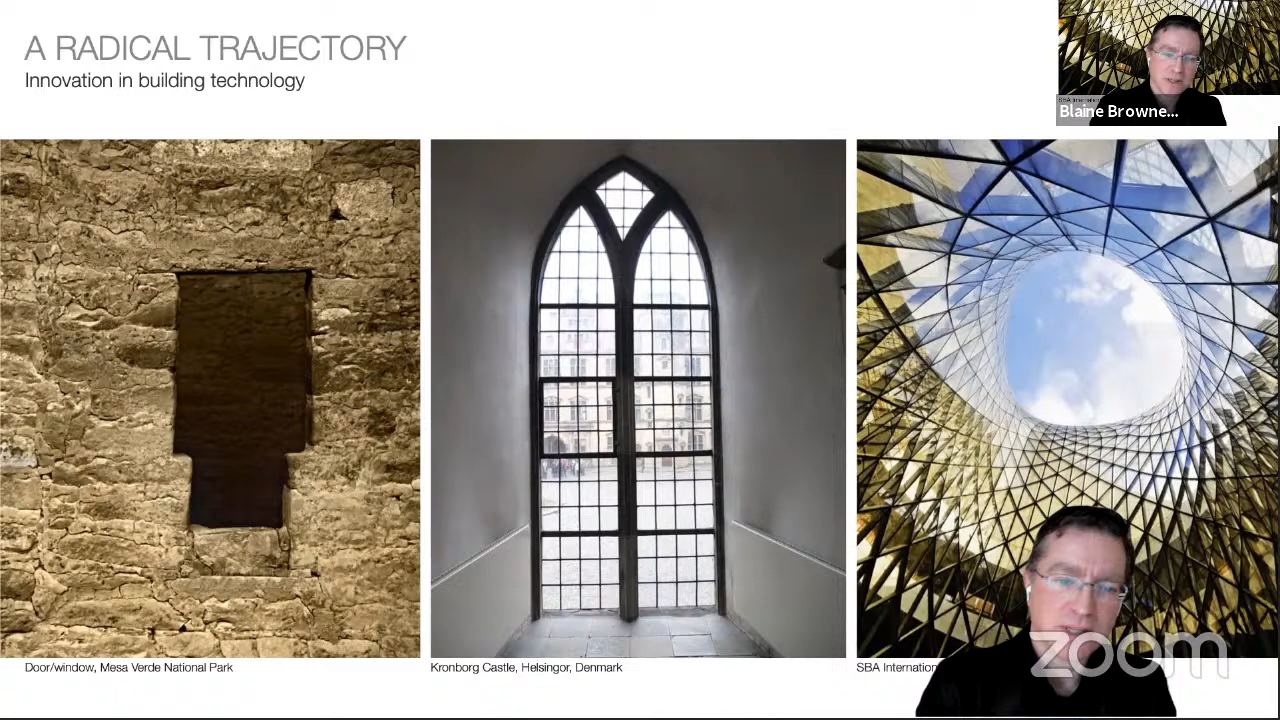 A RADICAL TRAJECTORY
Innovation in building technology
Blaine Browne...
Door/window, Mesa Verde National Park
Kronborg Castle, Helsingor, Denmark
SBA Internation
zoom